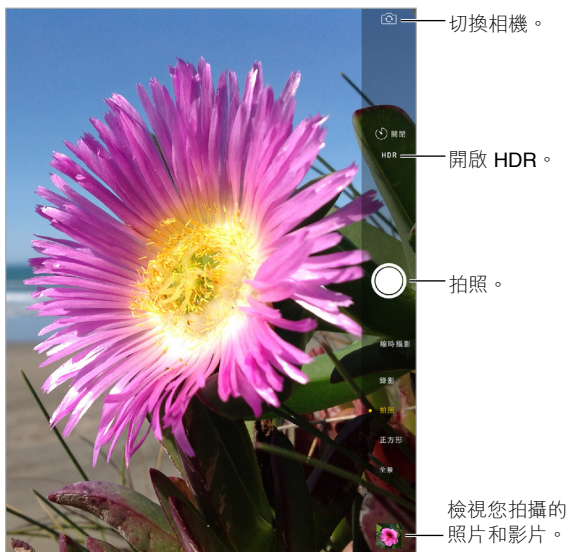 切換相機。
關閉
HDR
開啟 HDR。
拍照。
縮時攝影
錄影
拍照
正方形
全景
檢視您拍攝的
照片和影片。